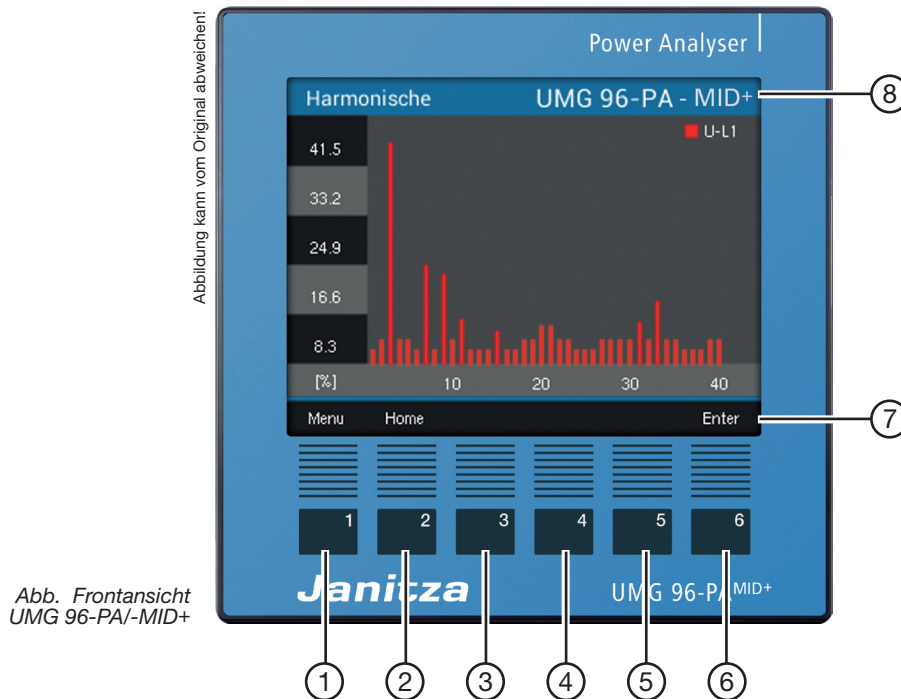 Abbildung kann vom Original abweichen!
Power Analyser
Harmonische UMG 96-PA - MID+
8
U-L1
41.5
33.2
24.9
16.6
8.3
[%] 10 20 30 40
Menu Home Enter
7
1 2 3 4 5 6
Janitza UMG 96-PA MID+
Abb. Frontansicht
UMG 96-PA/-MID+
1 2 3 4 5 6